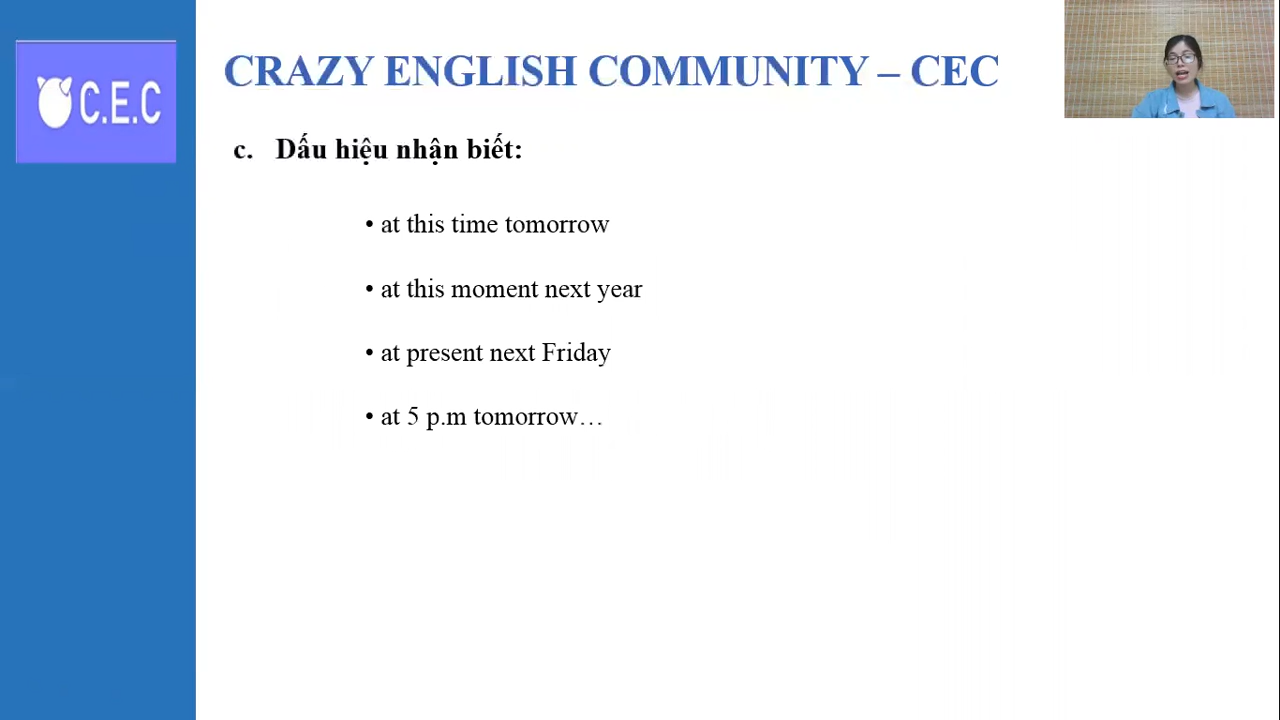 C.E.C
CRAZY ENGLISH COMMUNITY – CEC
c. Dấu hiệu nhận biết:
• at this time tomorrow
• at this moment next year
• at present next Friday
• at 5 p.m tomorrow…